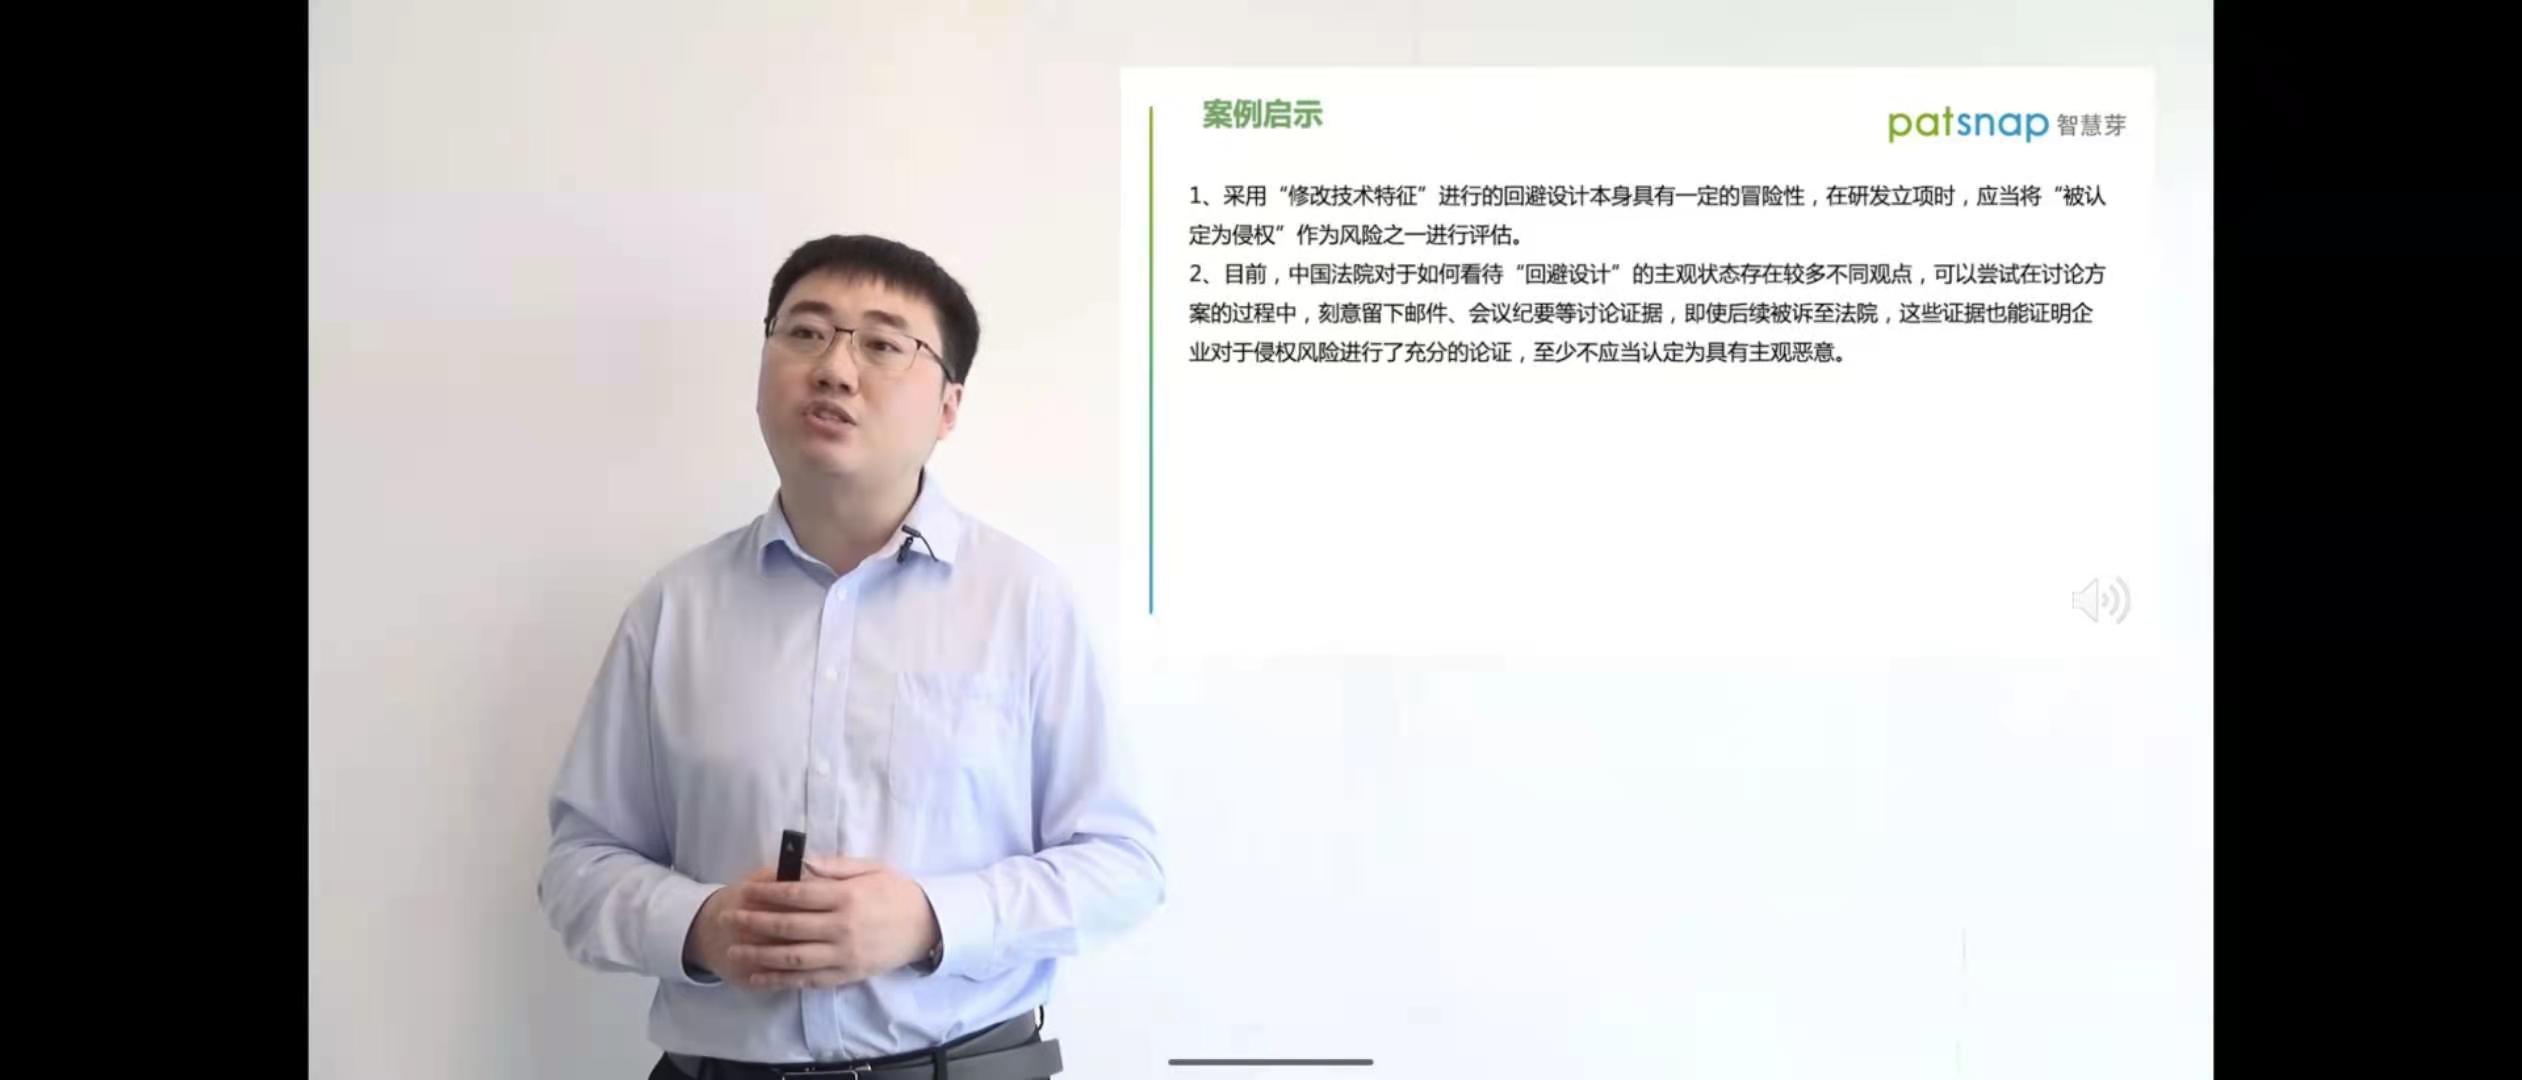 案例启示
patsnap 智慧芽
1、采用“修改技术特征”进行的回避设计本身具有一定的冒险性，在研发立项时，应当将“被认
定为侵权”作为风险之一进行评估。
2、目前，中国法院对于如何看待“回避设计”的主观状态存在较多不同观点，可以尝试在讨论方
案的过程中，刻意留下邮件、会议纪要等讨论证据，即使后续被诉至法院，这些证据也能证明企
业对于侵权风险进行了充分的论证，至少不应当认定为具有主观恶意。